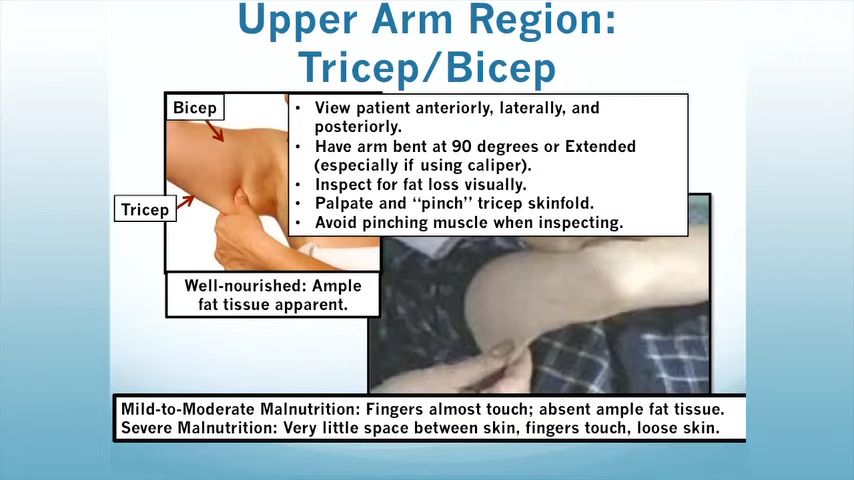 Upper Arm Region:
Tricep/Bicep
Bicep
Tricep
• View patient anteriorly, laterally, and
posteriorly.
• Have arm bent at 90 degrees or Extended
(especially if using caliper).
• Inspect for fat loss visually.
• Palpate and “pinch” tricep skinfold.
• Avoid pinching muscle when inspecting.
Well-nourished: Ample
fat tissue apparent.
Mild-to-Moderate Malnutrition: Fingers almost touch; absent ample fat tissue.
Severe Malnutrition: Very little space between skin, fingers touch, loose skin.